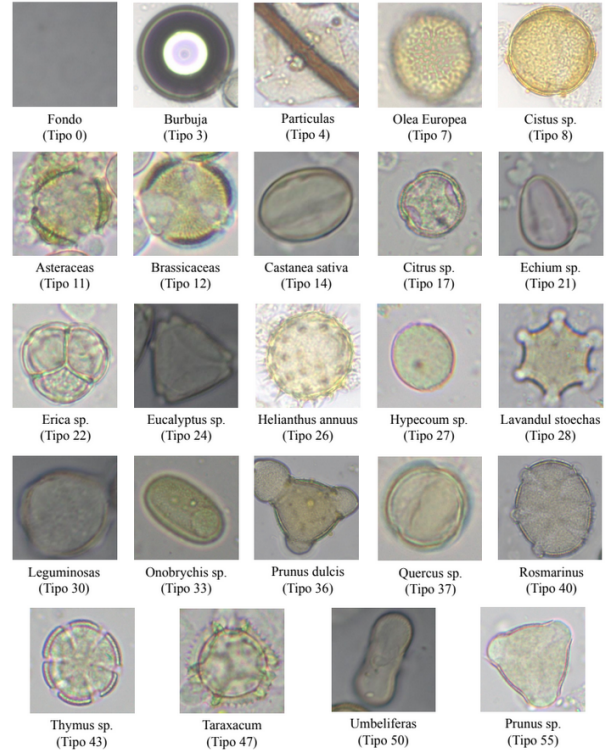 Fondo
(Tipo 0)
Burbuja
(Tipo 3)
Particulas
(Tipo 4)
Olea Europea
(Tipo 7)
Cistus sp.
(Tipo 8)
Asteraceas
(Tipo 11)
Brassicaceas
(Tipo 12)
Castanea sativa
(Tipo 14)
Citrus sp.
(Tipo 17)
Echium sp.
(Tipo 21)
Erica sp.
(Tipo 22)
Eucalyptus sp.
(Tipo 24)
Helianthus annuus
(Tipo 26)
Hypecoum sp.
(Tipo 27)
Lavandul stoechas
(Tipo 28)
Leguminosas
(Tipo 30)
Onobrychis sp.
(Tipo 33)
Prunus dulcis
(Tipo 36)
Quercus sp.
(Tipo 37)
Rosmarinus
(Tipo 40)
Thymus sp.
(Tipo 43)
Taraxacum
(Tipo 47)
Umbeliferas
(Tipo 50)
Prunus sp.
(Tipo 55)